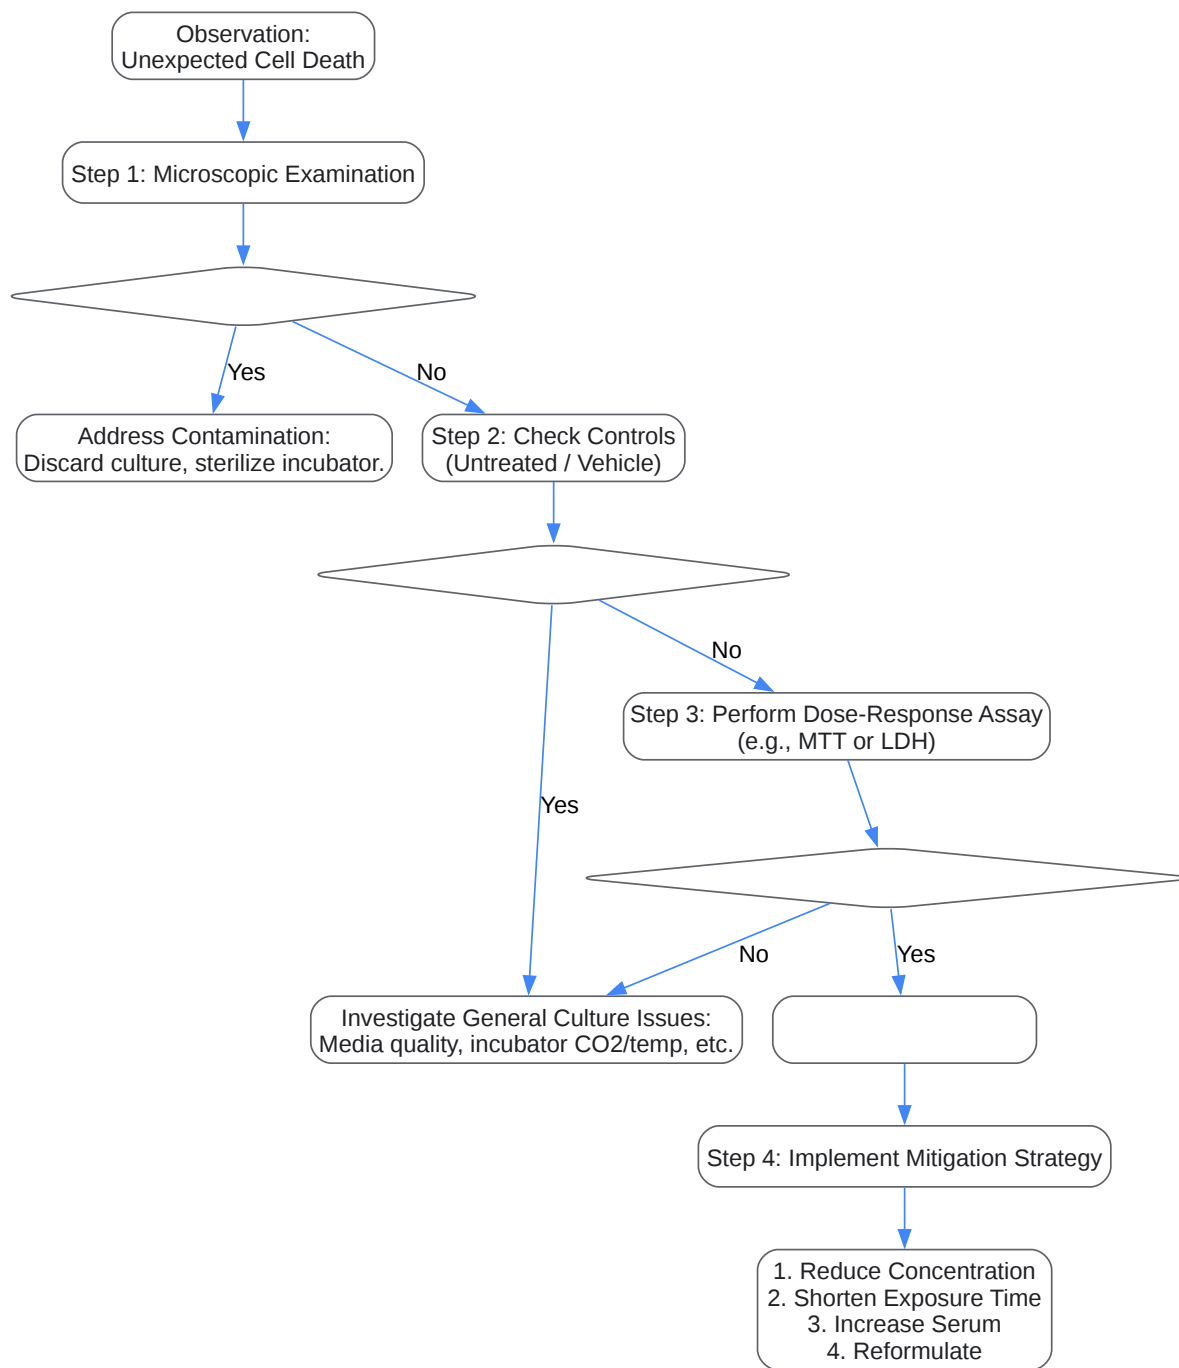 Observation:
Unexpected Cell Death
Step 1: Microscopic Examination
Yes
No
Address Contamination:
Discard culture, sterilize incubator.
Step 2: Check Controls
(Untreated / Vehicle)
No
Step 3: Perform Dose-Response Assay
(e.g., MTT or LDH)
Yes
No
Yes
Investigate General Culture Issues:
Media quality, incubator CO2/temp, etc.
Step 4: Implement Mitigation Strategy
1. Reduce Concentration
2. Shorten Exposure Time
3. Increase Serum
4. Reformulate